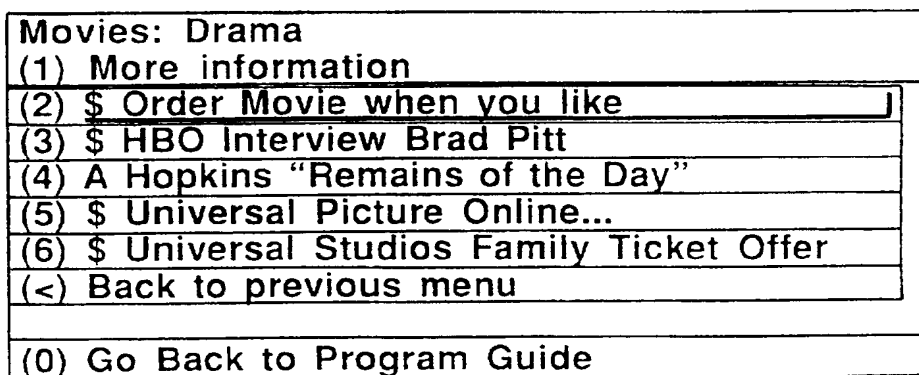 Movies: Drama
(1) More information
(2) $ Order Movie when you like
(3) $ HBO Interview Brad Pitt
(4) A Hopkins “Remains of the Day”
(5) $ Universal Picture Online...
(6) $ Universal Studios Family Ticket Offer
(<) Back to previous menu
(0) Go Back to Program Guide